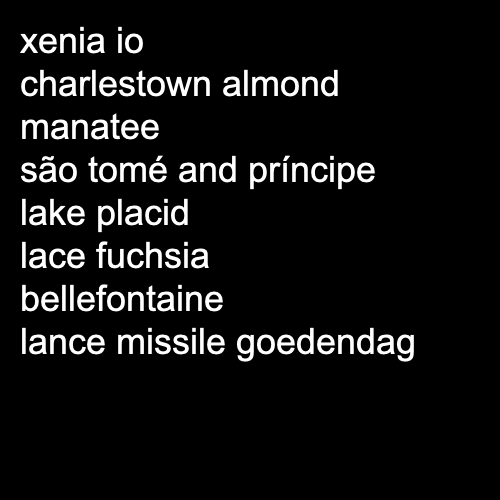 xenia io
charlestown almond
manatee
são tomé and príncipe
lake placid
lace fuchsia
bellefontaine
lance missile goedendag